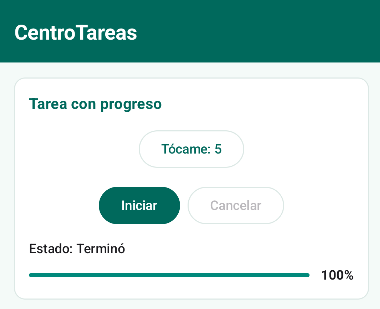 CentroTareas
Tarea con progreso
Tócame: 5
Iniciar Cancelar
Estado: Terminó
100%